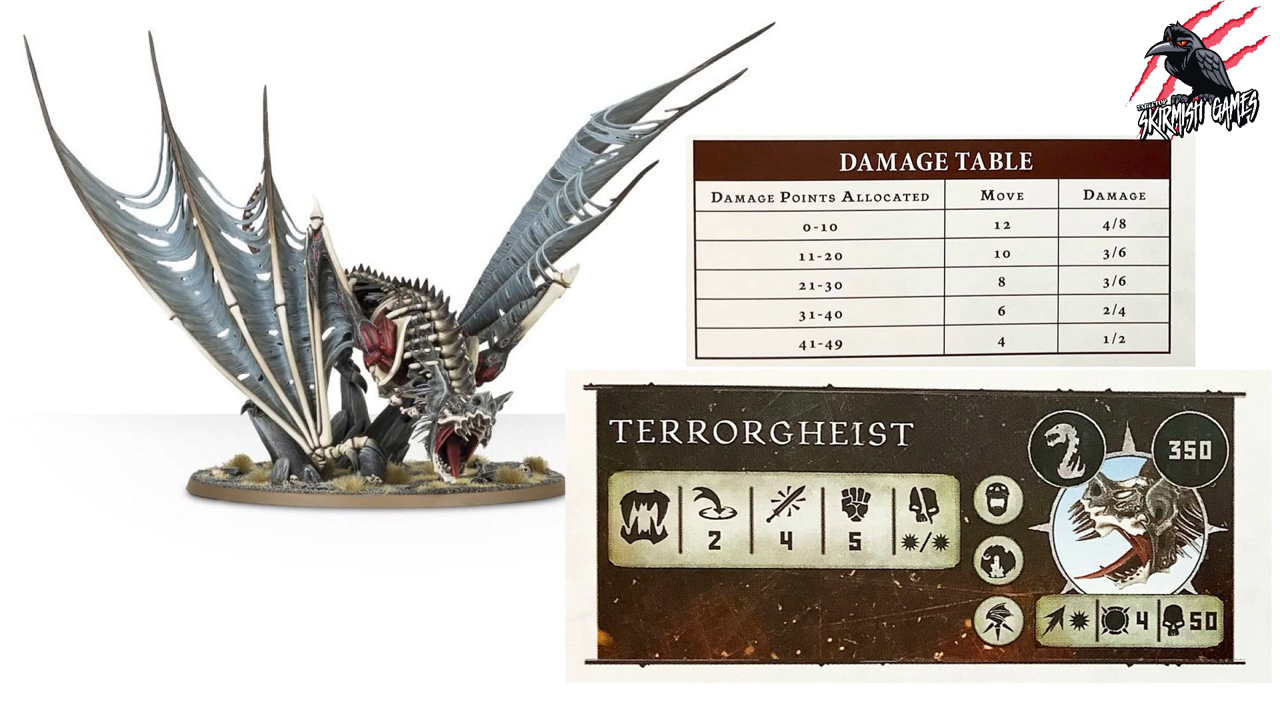 TABLETOP
SKIRMISH GAMES
DAMAGE TABLE
DAMAGE POINTS ALLOCATED MOVE DAMAGE
0-10 12 4/8
11-20 10 3/6
21-30 8 3/6
31-40 6 2/4
41-49 4 1/2
TERRORGHEIST
350
2 4 5 */*
* 4 50